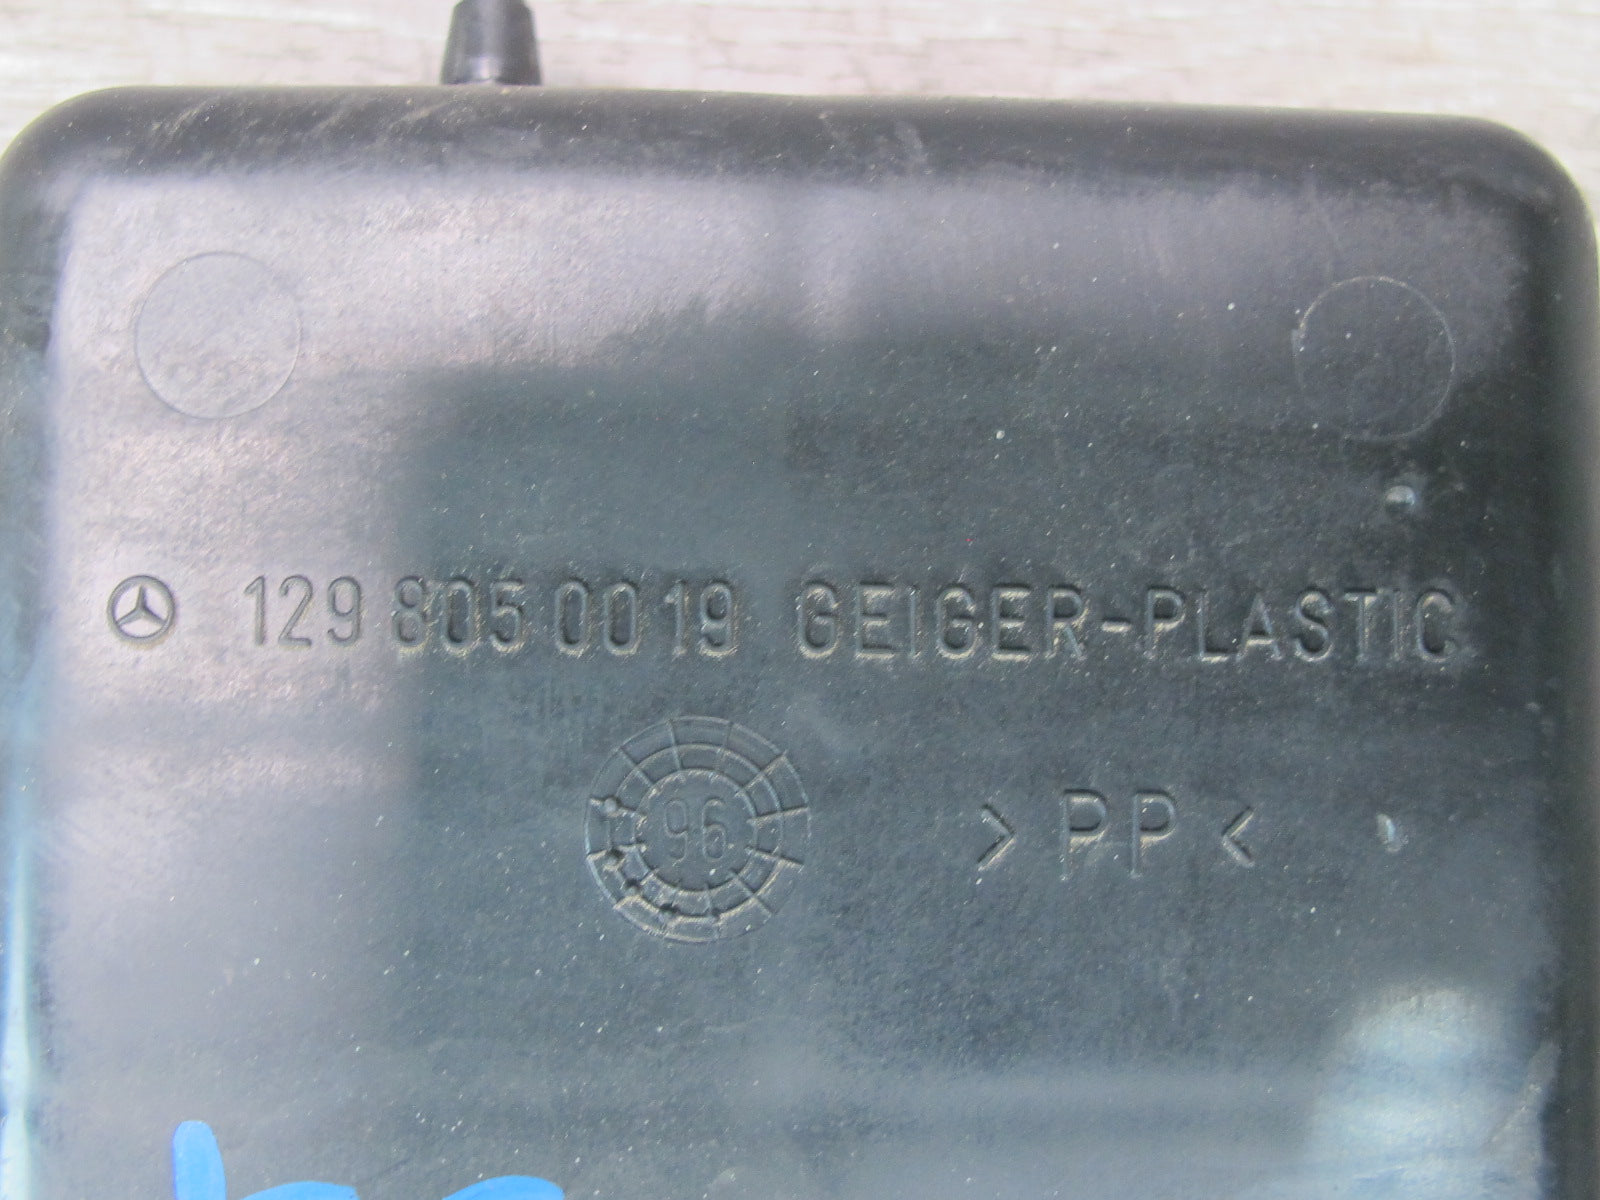 129 805 00 19 GEIGER-PLASTIC
96
> PP <